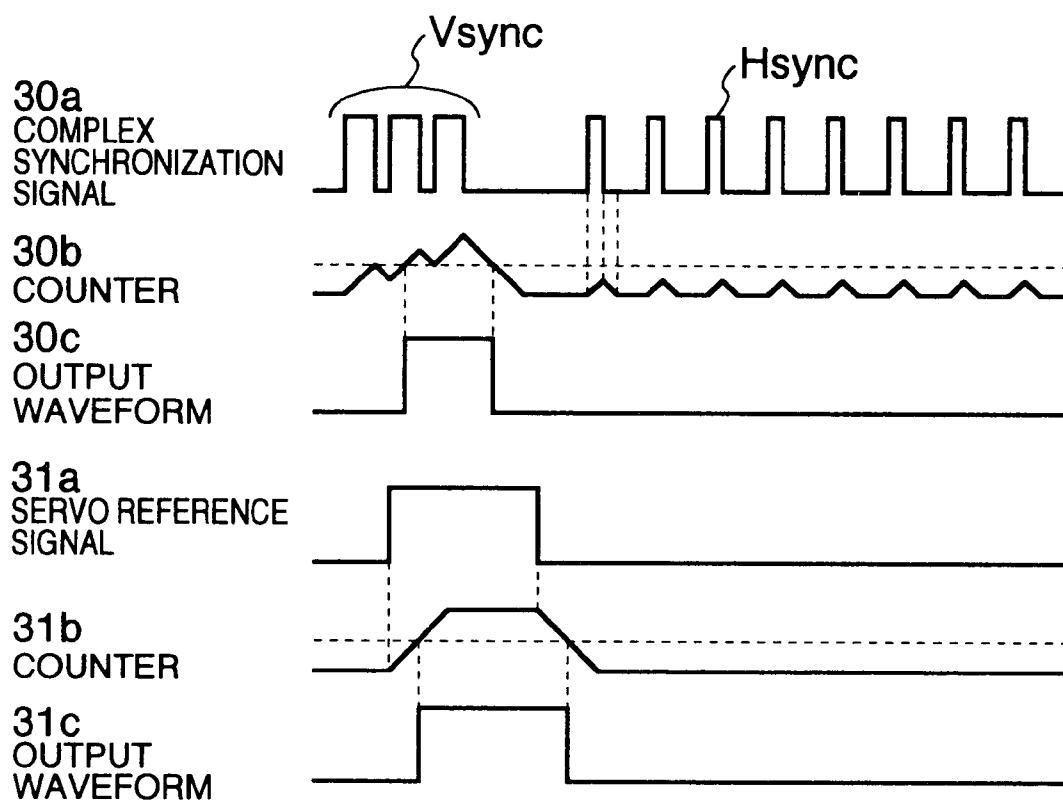 Vsync
Hsync
30a
COMPLEX
SYNCHRONIZATION
SIGNAL
30b
COUNTER
30c
OUTPUT
WAVEFORM
31a
SERVO REFERENCE
SIGNAL
31b
COUNTER
31c
OUTPUT
WAVEFORM